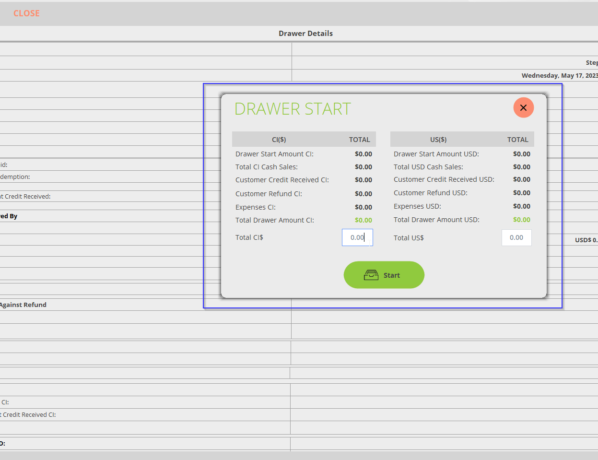 CLOSE
Drawer Details
Wednesday, May 17, 2023
DRAWER START
CI($) TOTAL US($) TOTAL
Drawer Start Amount CI: $0.00 Drawer Start Amount USD: $0.00
Total CI Cash Sales: $0.00 Total USD Cash Sales: $0.00
Customer Credit Received CI: $0.00 Customer Credit Received USD: $0.00
Customer Refund CI: $0.00 Customer Refund USD: $0.00
Expenses CI: $0.00 Expenses USD: $0.00
Total Drawer Amount CI: $0.00 Total Drawer Amount USD: $0.00
Total CI$ 0.00 Total US$ 0.00
Start
id:
demption:
t Credit Received:
ed By
USD$ 0.
Against Refund
CI:
t Credit Received CI:
D: